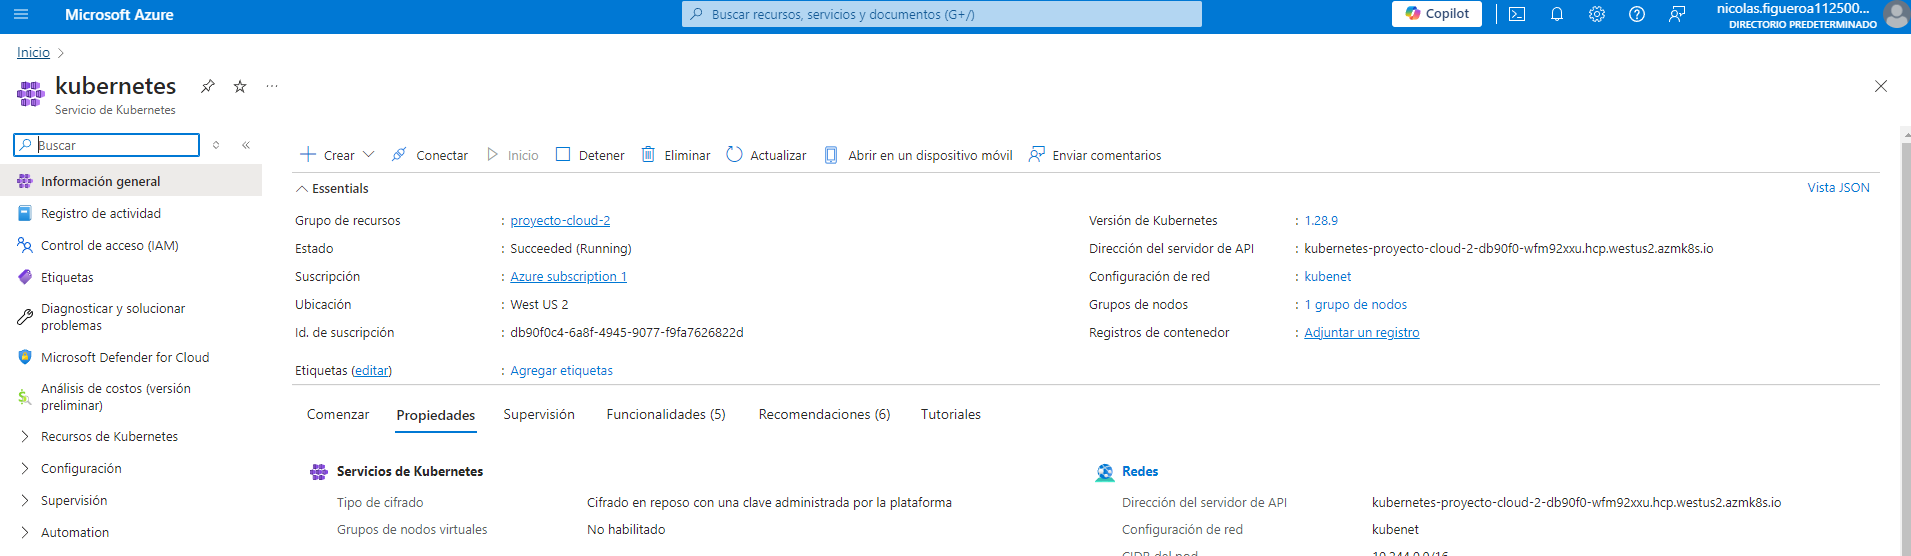 Microsoft Azure
Buscar recursos, servicios y documentos (G+/)
Copilot
nicolas.figueroa112500...
DIRECTORIO PREDETERMINADO
Inicio
kubernetes
Servicio de Kubernetes
Buscar
Crear
Conectar
Inicio
Detener
Eliminar
Actualizar
Abrir en un dispositivo móvil
Enviar comentarios
Información general
Registro de actividad
Control de acceso (IAM)
Etiquetas
Diagnosticar y solucionar
problemas
Microsoft Defender for Cloud
Análisis de costos (versión
preliminar)
Recursos de Kubernetes
Configuración
Supervisión
Automation
Essentials
Vista JSON
Grupo de recursos : proyecto-cloud-2
Estado : Succeeded (Running)
Suscripción : Azure subscription 1
Ubicación : West US 2
Id. de suscripción : db90f0c4-6a8f-4945-9077-f9fa7626822d
Etiquetas (editar) : Agregar etiquetas
Versión de Kubernetes : 1.28.9
Dirección del servidor de API : kubernetes-proyecto-cloud-2-db90f0-wfm92xxu.hcp.westus2.azmk8s.io
Configuración de red : kubenet
Grupos de nodos : 1 grupo de nodos
Registros de contenedor : Adjuntar un registro
Comenzar
Propiedades
Supervisión
Funcionalidades (5)
Recomendaciones (6)
Tutoriales
Servicios de Kubernetes
Tipo de cifrado Cifrado en reposo con una clave administrada por la plataforma
Grupos de nodos virtuales No habilitado
Redes
Dirección del servidor de API kubernetes-proyecto-cloud-2-db90f0-wfm92xxu.hcp.westus2.azmk8s.io
Configuración de red kubenet
CIDR del pod 10.244.0.0/16